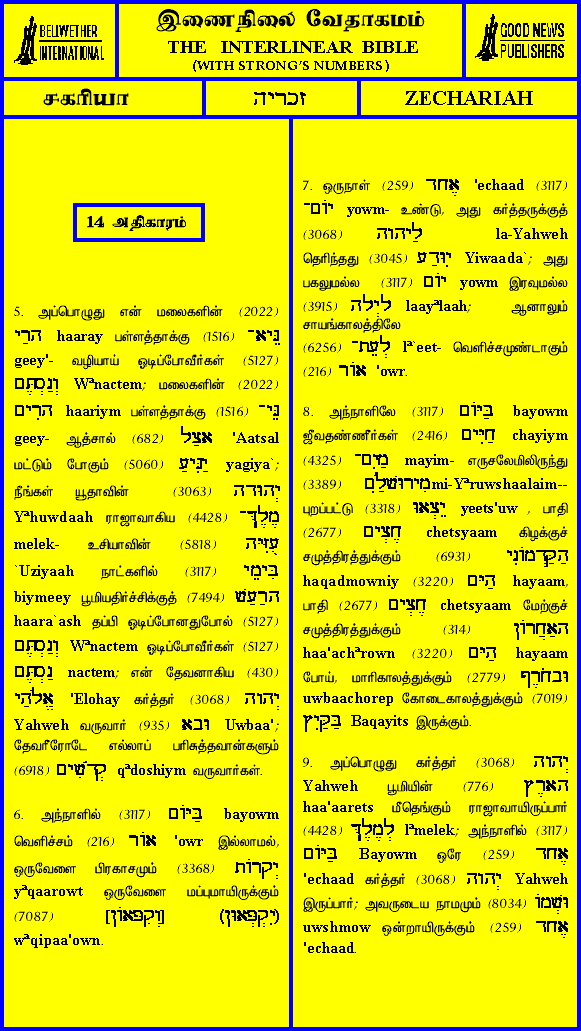 BELLWETHER
INTERNATIONAL
இணைநிலை வேதாகமம்
THE INTERLINEAR BIBLE
(WITH STRONG'S NUMBERS)
GOOD NEWS
PUBLISHERS
சகரியா
זכריה
ZECHARIAH
14 அதிகாரம்
5. அப்பொழுது என் மலைகளின் (2022)
הָרַי haaray பள்ளத்தாக்கு (1516) גֵּיא־
geey'- வழியாய் ஓடிப்போவீர்கள் (5127)
וְנַסְתֶּם Wªnactem; மலைகளின் (2022)
הָרִים haariym பள்ளத்தாக்கு (1516) גֵּי־
geey- ஆத்சால் (682) אָצַל 'Aatsal
மட்டும் போகும் (5060) יַגִּיעַ yagiya`;
நீங்கள் யூதாவின் (3063) יְהוּדָה
Yªhuwdaah ராஜாவாகிய (4428) מֶלֶךְ־
melek- உசியாவின் (5818) עֻזִּיָּה
`Uziyaah நாட்களில் (3117) בִּימֵי
biymeey பூமியதிர்ச்சிக்குத் (7494) הָרַעַשׁ
haara`ash தப்பி ஓடிப்போனதுபோல் (5127)
וְנַסְתֶּם Wªnactem ஓடிப்போவீர்கள் (5127)
נַסְתֶּם nactem; என் தேவனாகிய (430)
אֱלֹהַי 'Elohay கர்த்தர் (3068) יְהוָה
Yahweh வருவார் (935) וּבָא Uwbaa';
தேவரீரோடே எல்லாப் பரிசுத்தவான்களும்
(6918) קְדֹשִׁים qªdoshiym வருவார்கள்.
6. அந்நாளில் (3117) בַּיּוֹם bayowm
வெளிச்சம் (216) אוֹר 'owr இல்லாமல்,
ஒருவேளை பிரகாசமும் (3368) יְקָרוֹת
yªqaarowt ஒருவேளை மப்புமாயிருக்கும்
(7087) [וְקִפָּאוֹן] (יִקְפָּאוּן)
wªqipaa'own.
7. ஒருநாள் (259) אֶחָד 'echaad (3117)
יוֹם־ yowm- உண்டு, அது கர்த்தருக்குத்
(3068) לַיהוָה la-Yahweh
தெரிந்தது (3045) יִוָּדַע Yiwaada`; அது
பகலுமல்ல (3117) יוֹם yowm இரவுமல்ல
(3915) לָיְלָה laayªlaah; ஆனாலும்
சாயங்காலத்திலே
(6256) לְעֵת־ lª`eet- வெளிச்சமுண்டாகும்
(216) אוֹר 'owr.
8. அந்நாளிலே (3117) בַּיּוֹם bayowm
ஜீவதண்ணீர்கள் (2416) חַיִּים chayiym
(4325) מַיִם־ mayim- எருசலேமிலிருந்து
(3389) מִירוּשָׁלִַם mi-Yªruwshaalaim--
புறப்பட்டு (3318) יֵצְאוּ yeets'uw , பாதி
(2677) חֶצְיָם chetsyaam கிழக்குச்
சமுத்திரத்துக்கும் (6931) הַקַּדְמוֹנִי
haqadmowniy (3220) הַיָּם hayaam,
பாதி (2677) חֶצְיָם chetsyaam மேற்குச்
சமுத்திரத்துக்கும் (314) הָאַחֲרוֹן
haa'achªrown (3220) הַיָּם hayaam
போய், மாரிகாலத்துக்கும் (2779) וּבָחֹרֶף
uwbaachorep கோடைகாலத்துக்கும் (7019)
בַּקַּיִץ Baqayits இருக்கும்.
9. அப்பொழுது கர்த்தர் (3068) יְהוָה
Yahweh பூமியின் (776) הָאָרֶץ
haa'aarets மீதெங்கும் ராஜாவாயிருப்பார்
(4428) לְמֶלֶךְ lªmelek; அந்நாளில் (3117)
בַּיּוֹם Bayowm ஒரே (259) אֶחָד
'echaad கர்த்தர் (3068) יְהוָה Yahweh
இருப்பார்; அவருடைய நாமமும் (8034) וּשְׁמוֹ
uwshmow ஒன்றாயிருக்கும் (259) אֶחָד
'echaad.